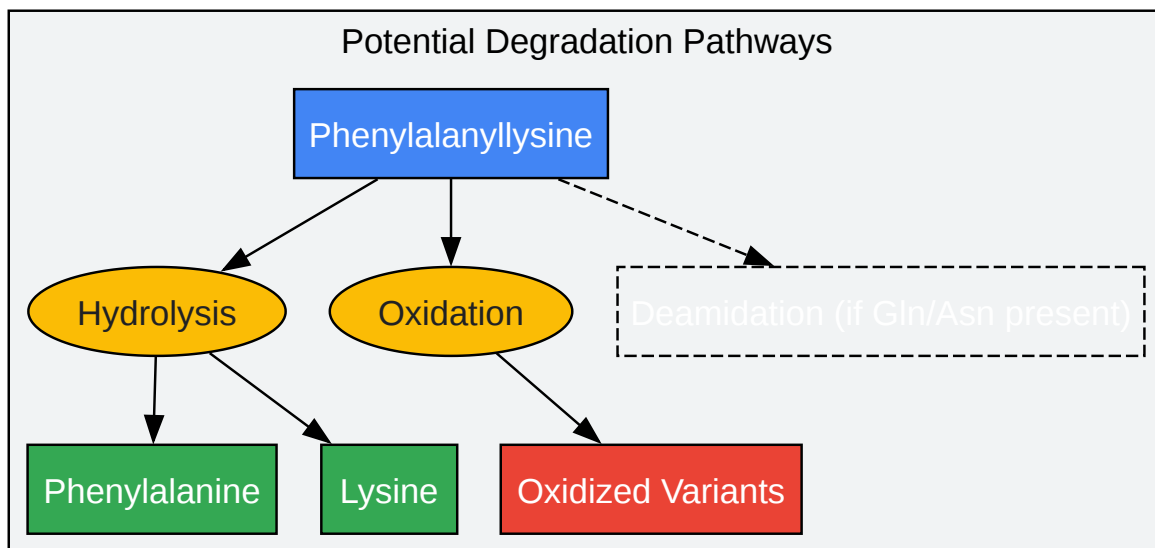 Potential Degradation Pathways
Phenylalanyllysine
Hydrolysis
Oxidation
Deamidation (if Gln/Asn present)
Phenylalanine
Lysine
Oxidized Variants